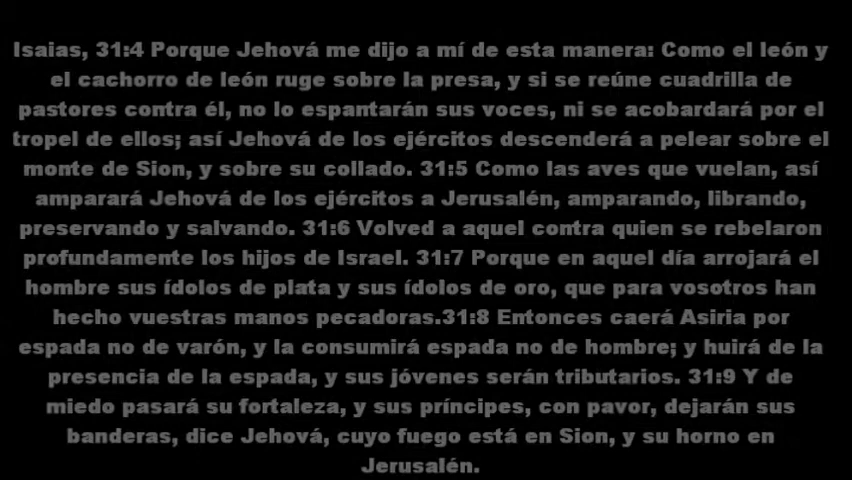 Isaias, 31:4 Porque Jehová me dijo a mí de esta manera: Como el león y
el cachorro de león ruge sobre la presa, y si se reúne cuadrilla de
pastores contra él, no lo espantarán sus voces, ni se acobardará por el
tropel de ellos; así Jehová de los ejércitos descenderá a pelear sobre el
monte de Sion, y sobre su collado. 31:5 Como las aves que vuelan, así
amparará Jehová de los ejércitos a Jerusalén, amparando, librando,
preservando y salvando. 31:6 Volved a aquel contra quien se rebelaron
profundamente los hijos de Israel. 31:7 Porque en aquel día arrojará el
hombre sus ídolos de plata y sus ídolos de oro, que para vosotros han
hecho vuestras manos pecadoras.31:8 Entonces caerá Asiria por
espada no de varón, y la consumirá espada no de hombre; y huirá de la
presencia de la espada, y sus jóvenes serán tributarios. 31:9 Y de
miedo pasará su fortaleza, y sus príncipes, con pavor, dejarán sus
banderas, dice Jehová, cuyo fuego está en Sion, y su horno en
Jerusalén.